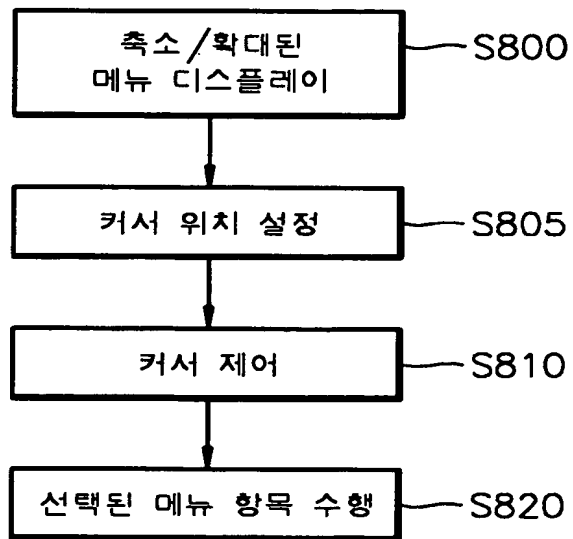 축소/확대된
메뉴 디스플레이
S800
커서 위치 설정
S805
커서 제어
S810
선택된 메뉴 항목 수행
S820